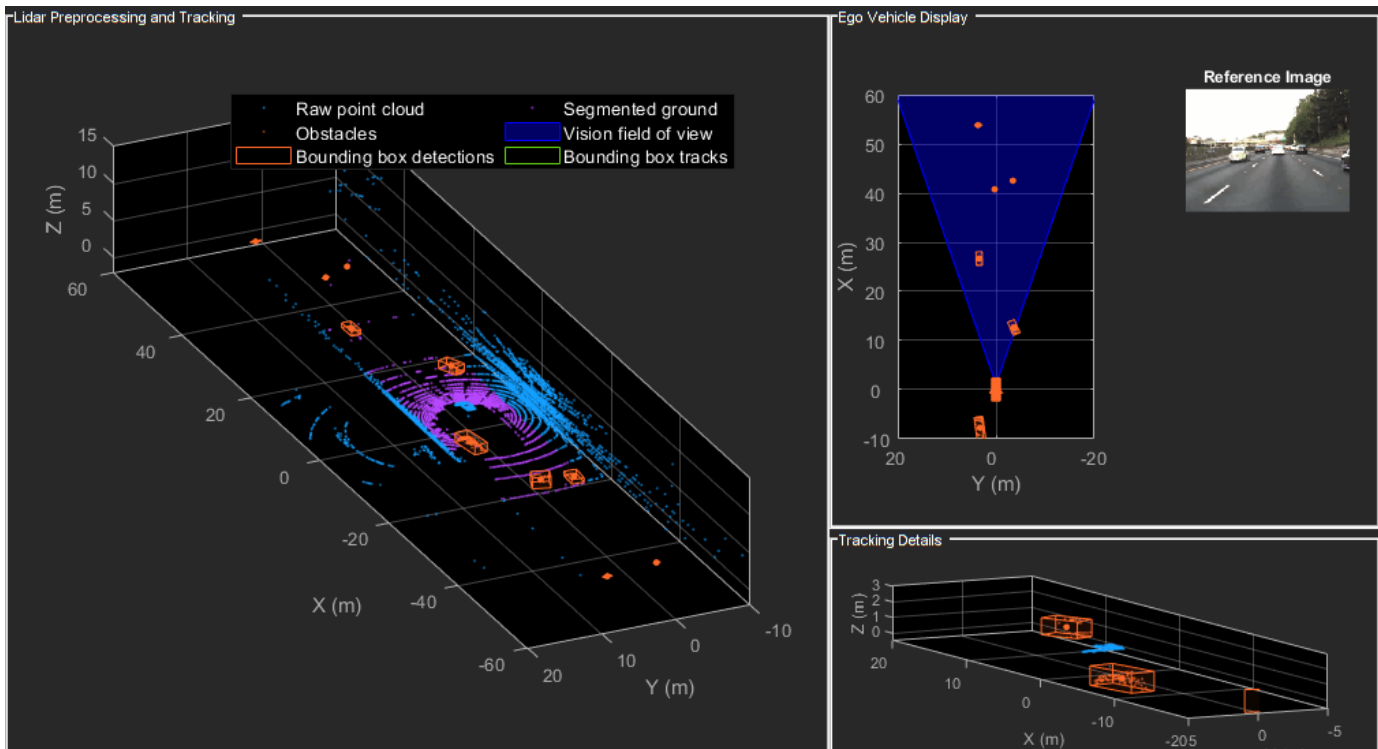 Lidar Preprocessing and Tracking
Raw point cloud
Segmented ground
Obstacles
Vision field of view
Bounding box detections
Bounding box tracks
15
10
5
0
Z (m)
60
40
20
0
-20
-40
-60
X (m)
20
10
0
-10
Y (m)
Ego Vehicle Display
Reference Image
60
50
40
30
20
10
0
-10
X (m)
20
0
-20
Y (m)
Tracking Details
3
2
1
0
Z (m)
20
10
0
-10
-205
0
-5
X (m)